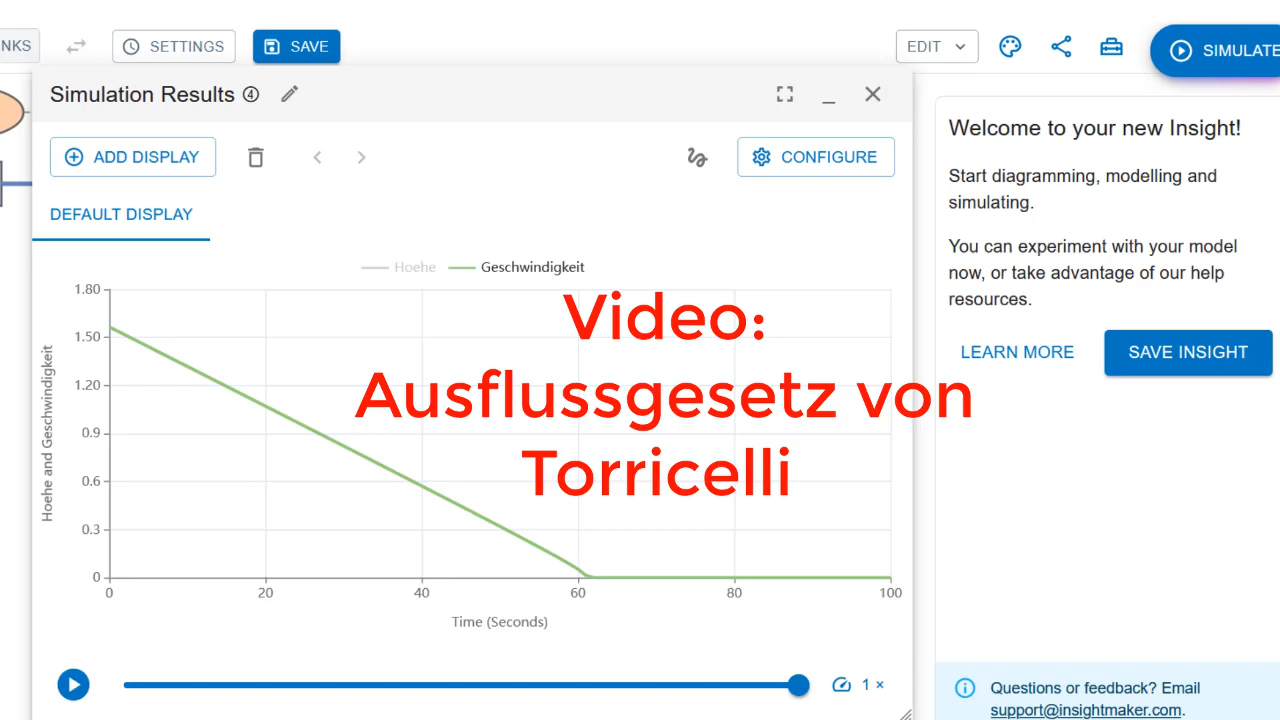 NKS
SETTINGS
SAVE
EDIT
SIMULATE
Simulation Results ④
ADD DISPLAY
CONFIGURE
DEFAULT DISPLAY
Hoehe
Geschwindigkeit
1.80
1.50
1.20
0.9
0.6
0.3
0
Hoehe and Geschwindigkeit
0
20
40
60
80
100
Time (Seconds)
1 ×
Video:
Ausflussgesetz von
Torricelli
Welcome to your new Insight!
Start diagramming, modelling and
simulating.
You can experiment with your model
now, or take advantage of our help
resources.
LEARN MORE
SAVE INSIGHT
Questions or feedback? Email
support@insightmaker.com.